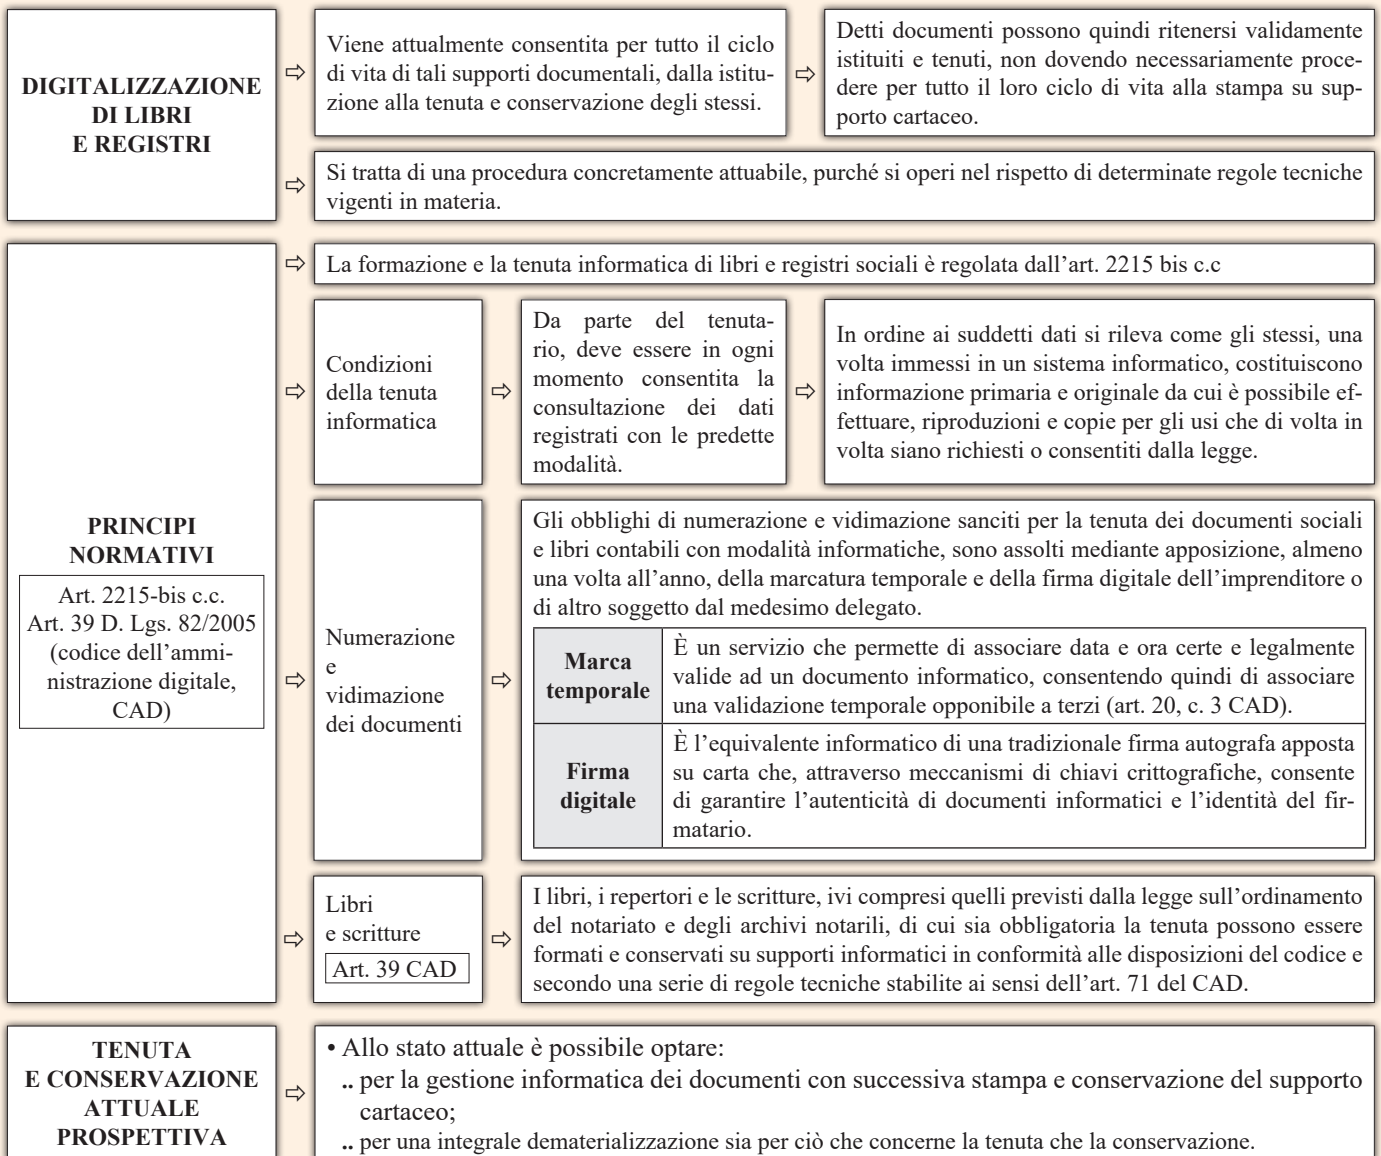 DIGITALIZZAZIONE
DI LIBRI
E REGISTRI
⇨
Viene attualmente consentita per tutto il ciclo
di vita di tali supporti documentali, dalla istitu-
zione alla tenuta e conservazione degli stessi.
⇨
Detti documenti possono quindi ritenersi validamente
istituiti e tenuti, non dovendo necessariamente proce-
dere per tutto il loro ciclo di vita alla stampa su sup-
porto cartaceo.
⇨
Si tratta di una procedura concretamente attuabile, purché si operi nel rispetto di determinate regole tecniche
vigenti in materia.
PRINCIPI
NORMATIVI
Art. 2215-bis c.c.
Art. 39 D. Lgs. 82/2005
(codice dell’ammi-
nistrazione digitale,
CAD)
⇨
La formazione e la tenuta informatica di libri e registri sociali è regolata dall’art. 2215 bis c.c
⇨
Condizioni
della tenuta
informatica
⇨
Da parte del tenuta-
rio, deve essere in ogni
momento consentita la
consultazione dei dati
registrati con le predette
modalità.
⇨
In ordine ai suddetti dati si rileva come gli stessi, una
volta immessi in un sistema informatico, costituiscono
informazione primaria e originale da cui è possibile ef-
fettuare, riproduzioni e copie per gli usi che di volta in
volta siano richiesti o consentiti dalla legge.
⇨
Numerazione
e
vidimazione
dei documenti
⇨
Gli obblighi di numerazione e vidimazione sanciti per la tenuta dei documenti sociali
e libri contabili con modalità informatiche, sono assolti mediante apposizione, almeno
una volta all’anno, della marcatura temporale e della firma digitale dell’imprenditore o
di altro soggetto dal medesimo delegato.
Marca
temporale
È un servizio che permette di associare data e ora certe e legalmente
valide ad un documento informatico, consentendo quindi di associare
una validazione temporale opponibile a terzi (art. 20, c. 3 CAD).
Firma
digitale
È l’equivalente informatico di una tradizionale firma autografa apposta
su carta che, attraverso meccanismi di chiavi crittografiche, consente
di garantire l’autenticità di documenti informatici e l’identità del fir-
matario.
⇨
Libri
e scritture
Art. 39 CAD
⇨
I libri, i repertori e le scritture, ivi compresi quelli previsti dalla legge sull’ordinamento
del notariato e degli archivi notarili, di cui sia obbligatoria la tenuta possono essere
formati e conservati su supporti informatici in conformità alle disposizioni del codice e
secondo una serie di regole tecniche stabilite ai sensi dell’art. 71 del CAD.
TENUTA
E CONSERVAZIONE
ATTUALE
PROSPETTIVA
⇨
• Allo stato attuale è possibile optare:
.. per la gestione informatica dei documenti con successiva stampa e conservazione del supporto
cartaceo;
.. per una integrale dematerializzazione sia per ciò che concerne la tenuta che la conservazione.